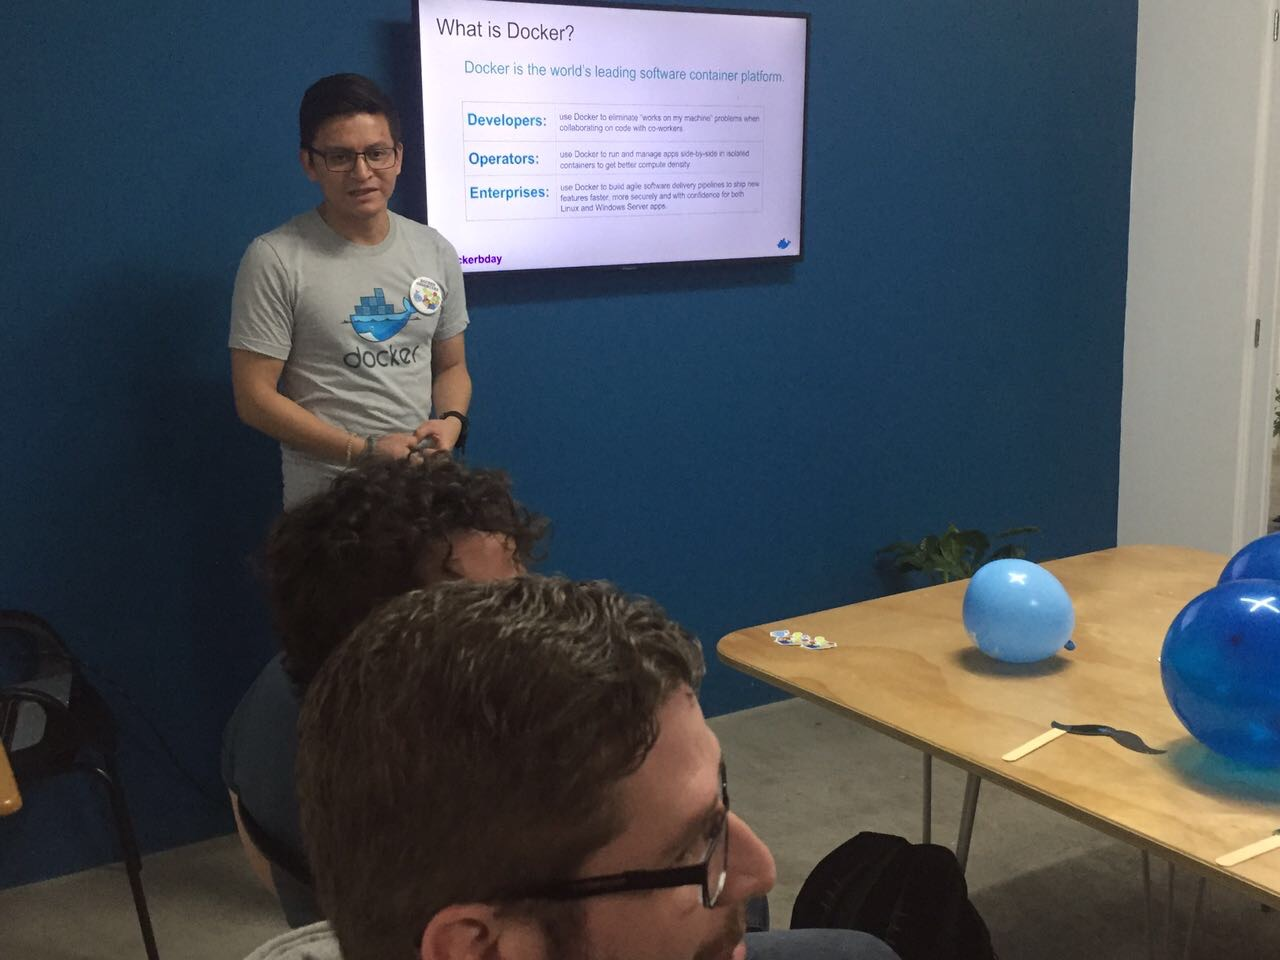 What is Docker?
Docker is the world's leading software container platform.
Developers:
use Docker to eliminate "works on my machine" problems when
collaborating on code with co-workers.
Operators:
use Docker to run and manage apps side-by-side in isolated
containers to get better compute density.
Enterprises:
use Docker to build agile software delivery pipelines to ship new
features faster, more securely and with confidence for both
Linux and Windows Server apps.
ckerbday
docker